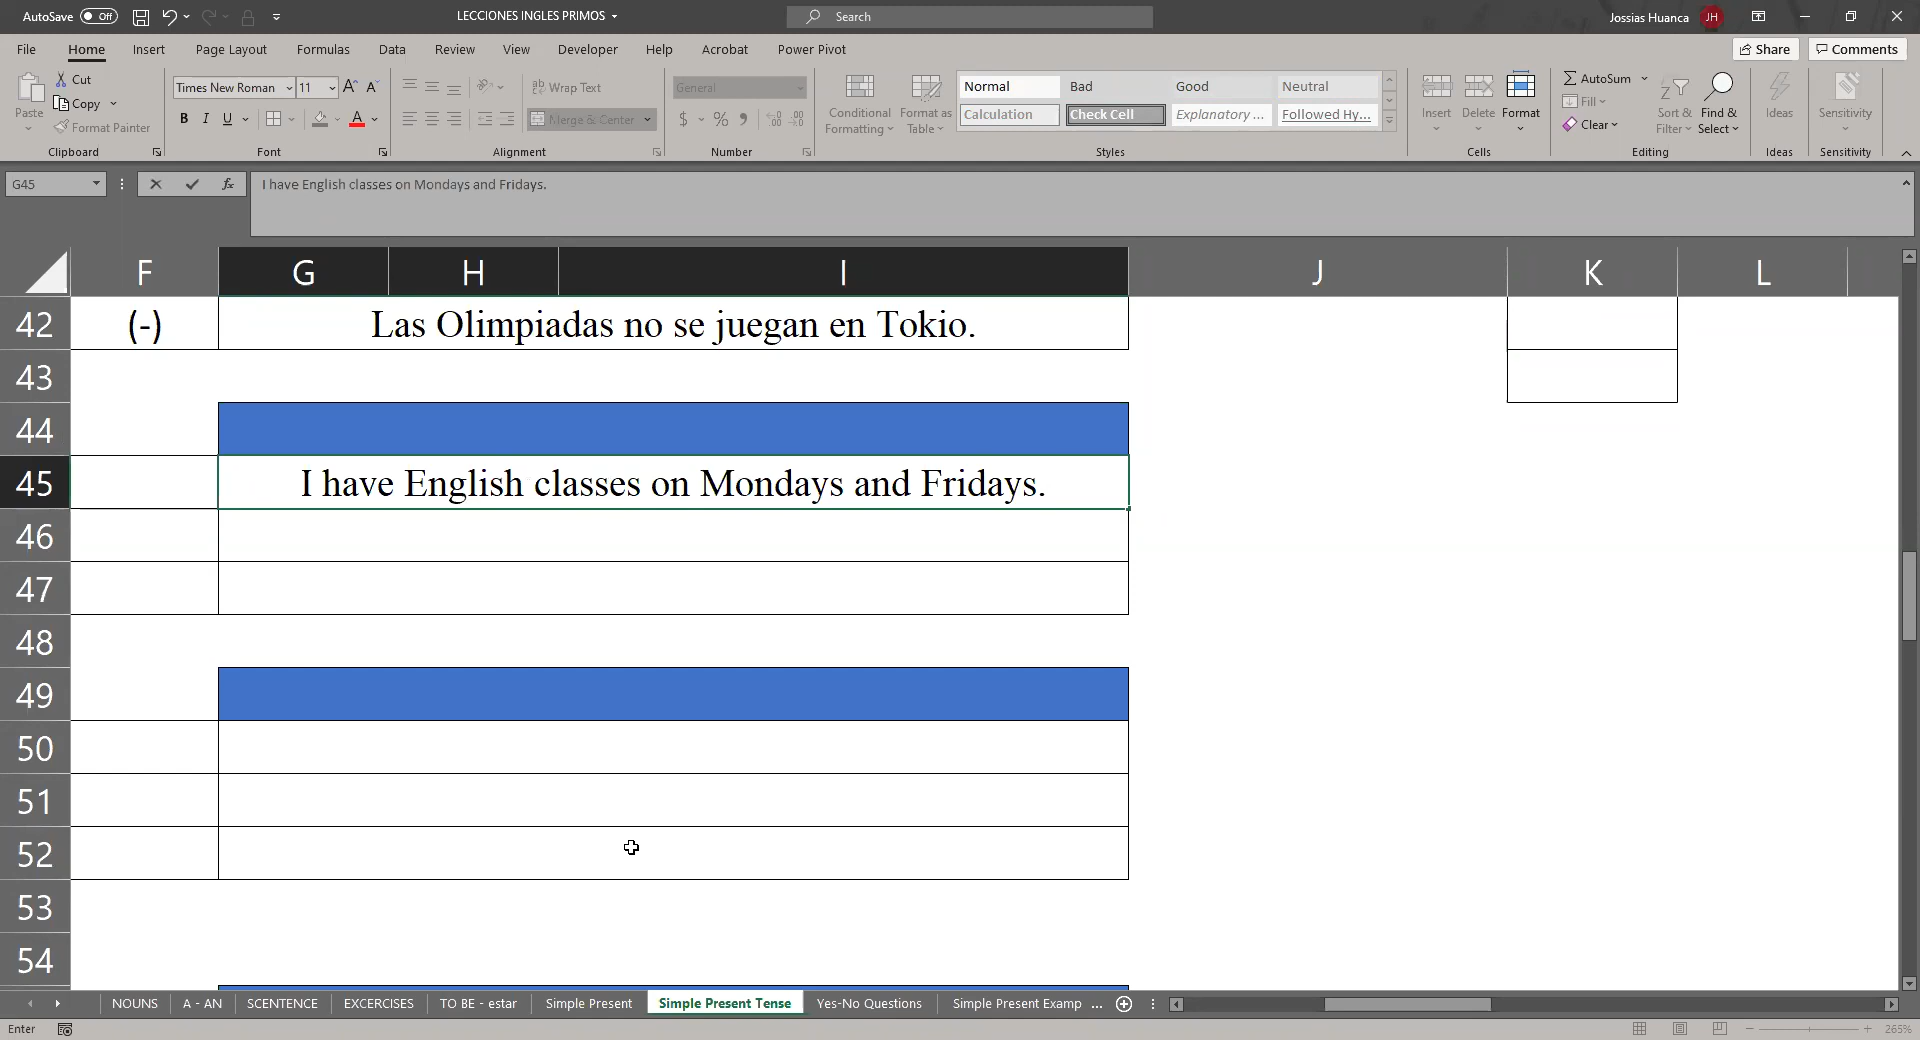 AutoSave Off LECCIONES INGLES PRIMOS Search Jossias Huanca JH
File Home Insert Page Layout Formulas Data Review View Developer Help Acrobat Power Pivot Share Comments
Paste Cut Copy Format Painter Clipboard
Times New Roman 11 A A B I U A Font
Wrap Text Merge & Center Alignment
General $ % Number
Conditional Formatting Format as Table
Normal Bad Good Neutral
Calculation Check Cell Explanatory ... Followed Hy...
Styles
Insert Delete Format Cells
AutoSum Fill Clear Sort & Filter Find & Select Editing
Ideas Ideas
Sensitivity Sensitivity
G45 fx I have English classes on Mondays and Fridays.
F G H I J K L
42 (-) Las Olimpiadas no se juegan en Tokio.
43
44
45 I have English classes on Mondays and Fridays.
46
47
48
49
50
51
52
53
54
NOUNS A - AN SCENTENCE EXCERCISES TO BE - estar Simple Present Simple Present Tense Yes-No Questions Simple Present Examp ...
Enter 265%